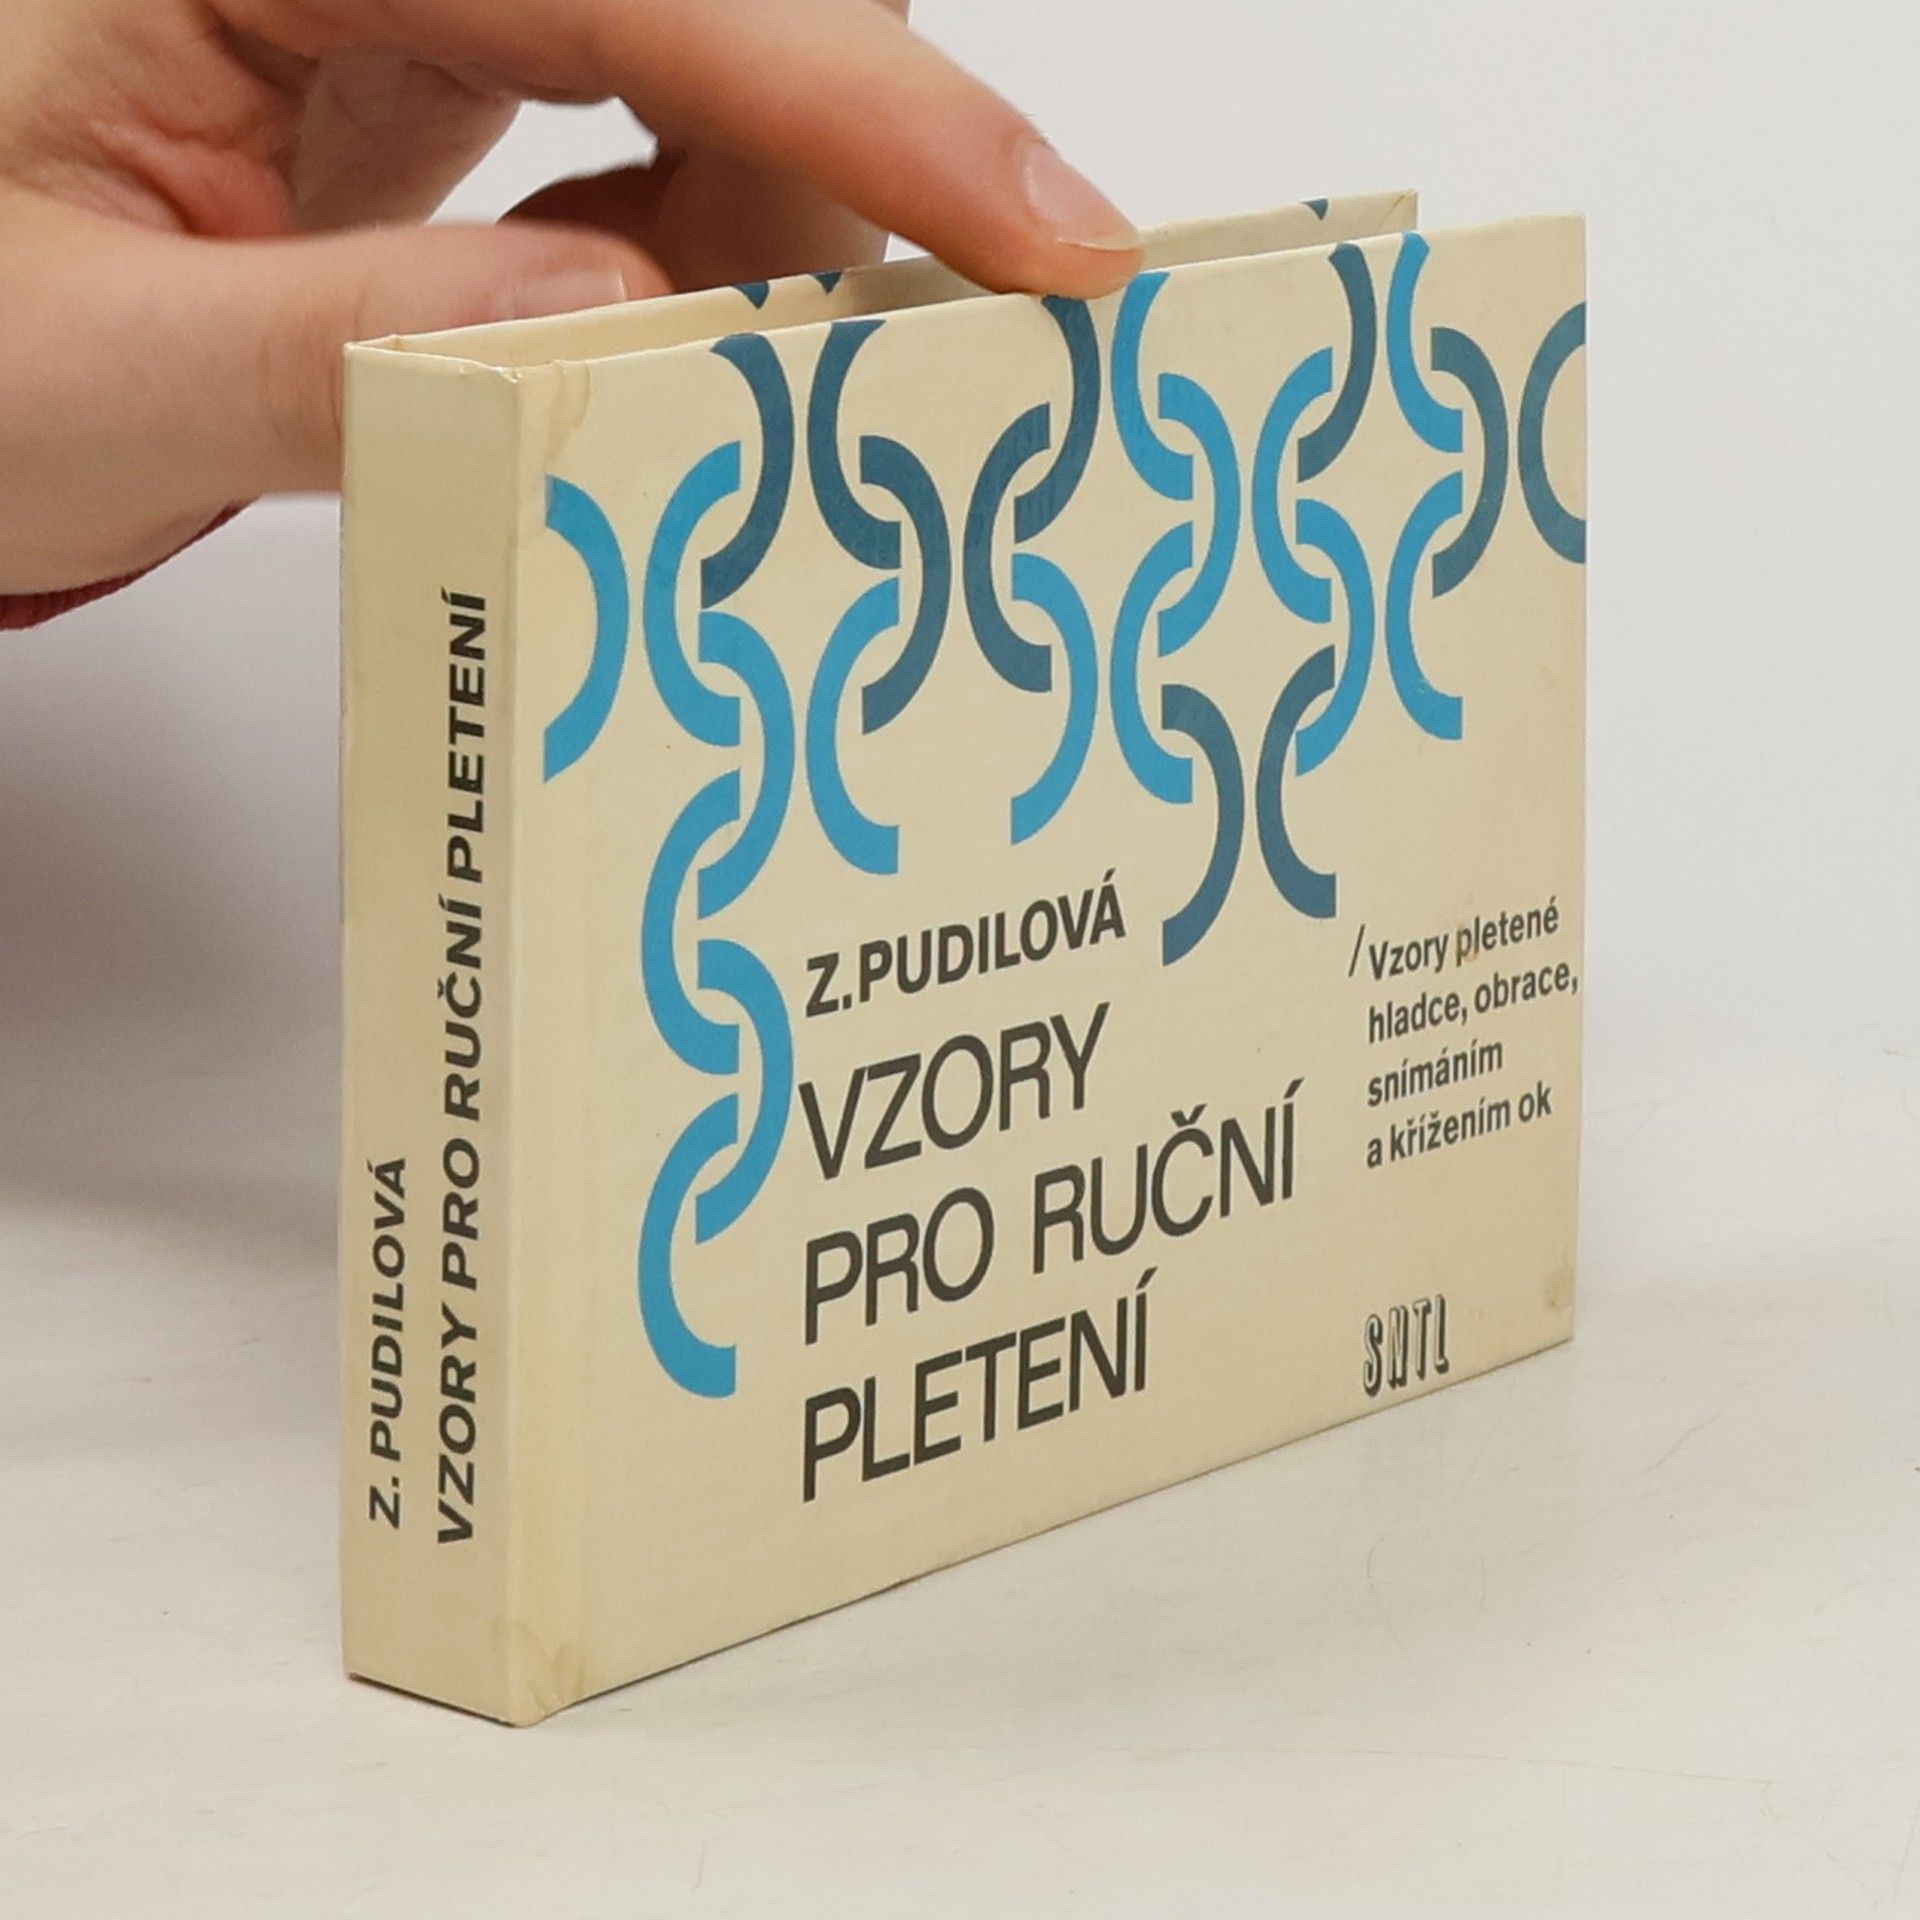 Z. PUDILOVÁ
VZORY PRO RUČNÍ PLETENÍ
Z. PUDILOVÁ
VZORY
PRO RUČNÍ
PLETENÍ
/Vzory pletené
hladce, obrace,
snímáním
a křížením ok
SNTL